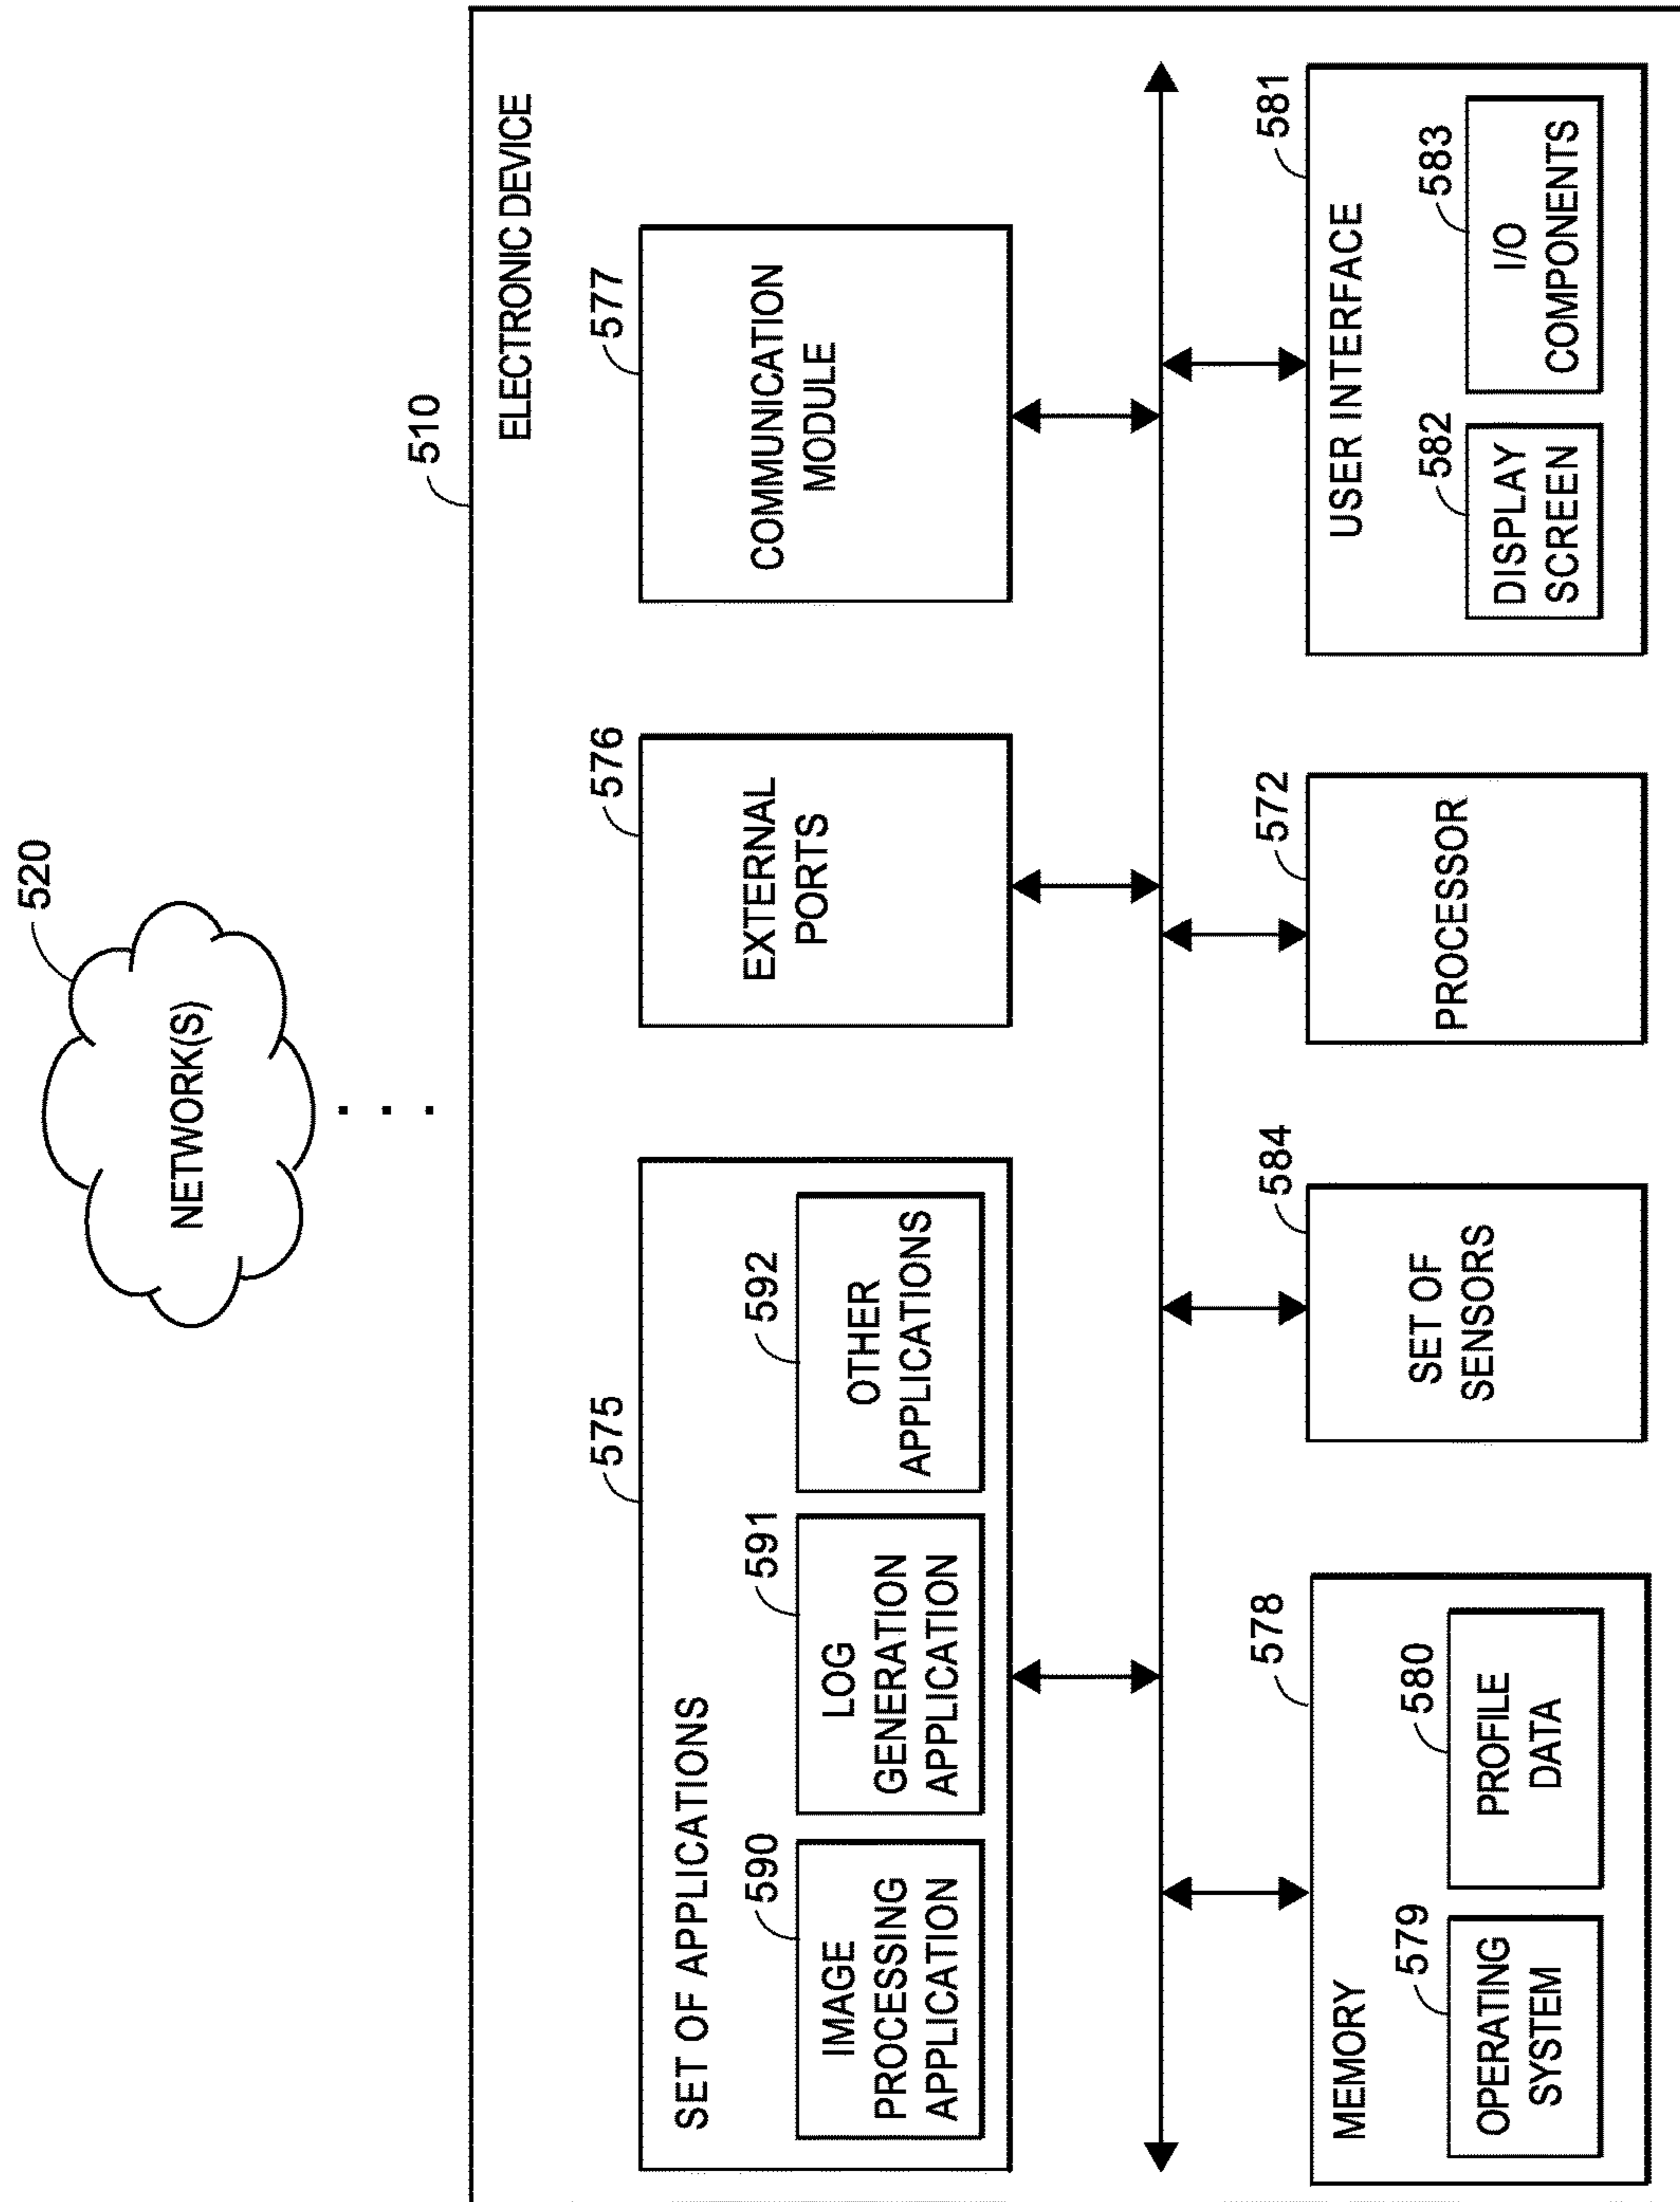 520
NETWORK(S)
510
ELECTRONIC DEVICE
575
SET OF APPLICATIONS
590
IMAGE
PROCESSING
APPLICATION
591
LOG
GENERATION
APPLICATION
592
OTHER
APPLICATIONS
576
EXTERNAL
PORTS
577
COMMUNICATION
MODULE
578
MEMORY
579
OPERATING
SYSTEM
580
PROFILE
DATA
584
SET OF
SENSORS
572
PROCESSOR
581
USER INTERFACE
582
DISPLAY
SCREEN
583
I/O
COMPONENTS